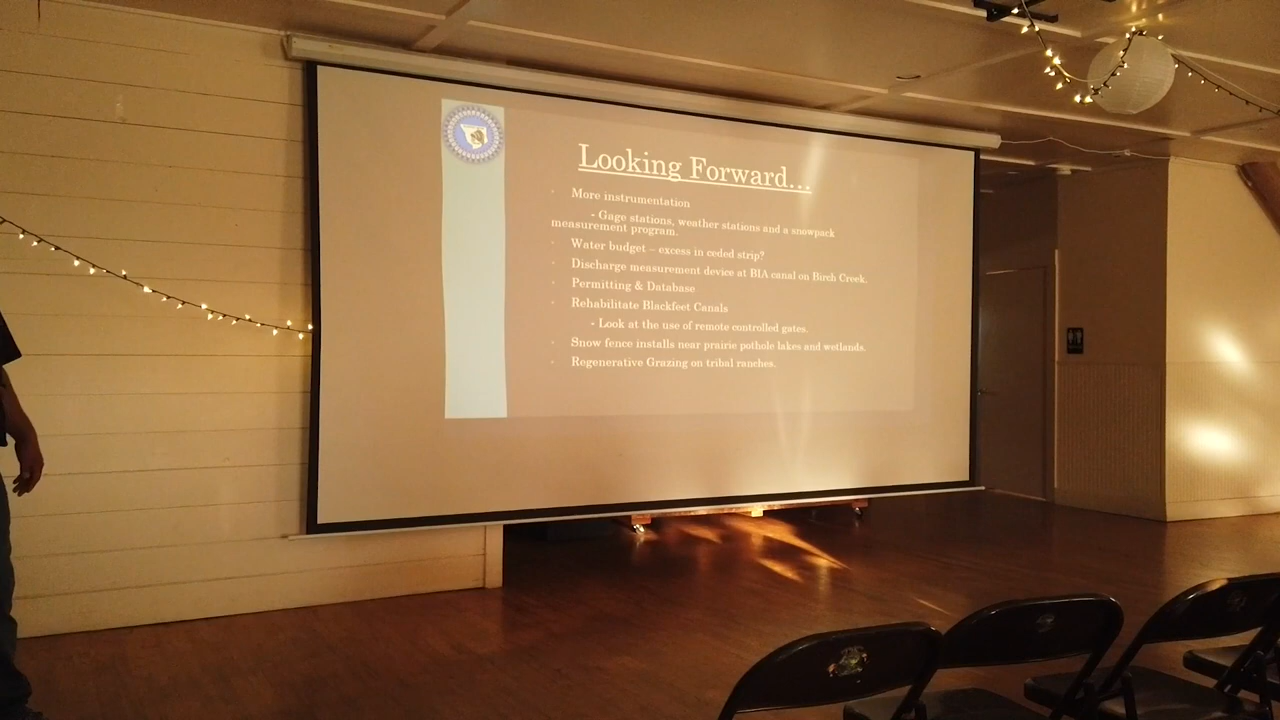 Looking Forward...
More instrumentation
- Gage stations, weather stations and a snowpack
measurement program.
Water budget – excess in ceded strip?
Discharge measurement device at BIA canal on Birch Creek.
Permitting & Database
Rehabilitate Blackfeet Canals
- Look at the use of remote controlled gates.
Snow fence installs near prairie pothole lakes and wetlands.
Regenerative Grazing on tribal ranches.